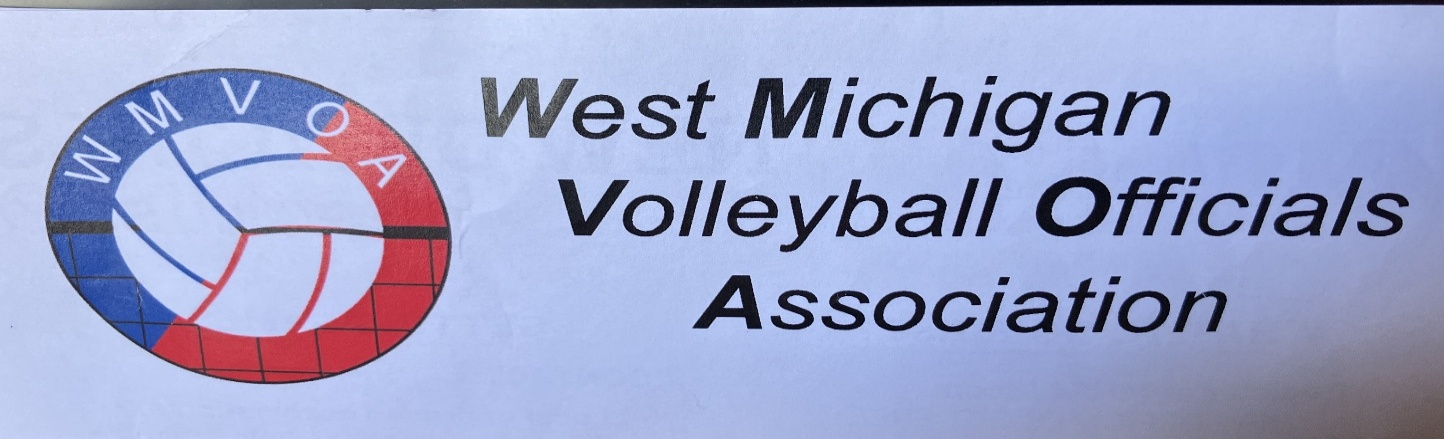 WMVOA
West Michigan
Volleyball Officials
Association